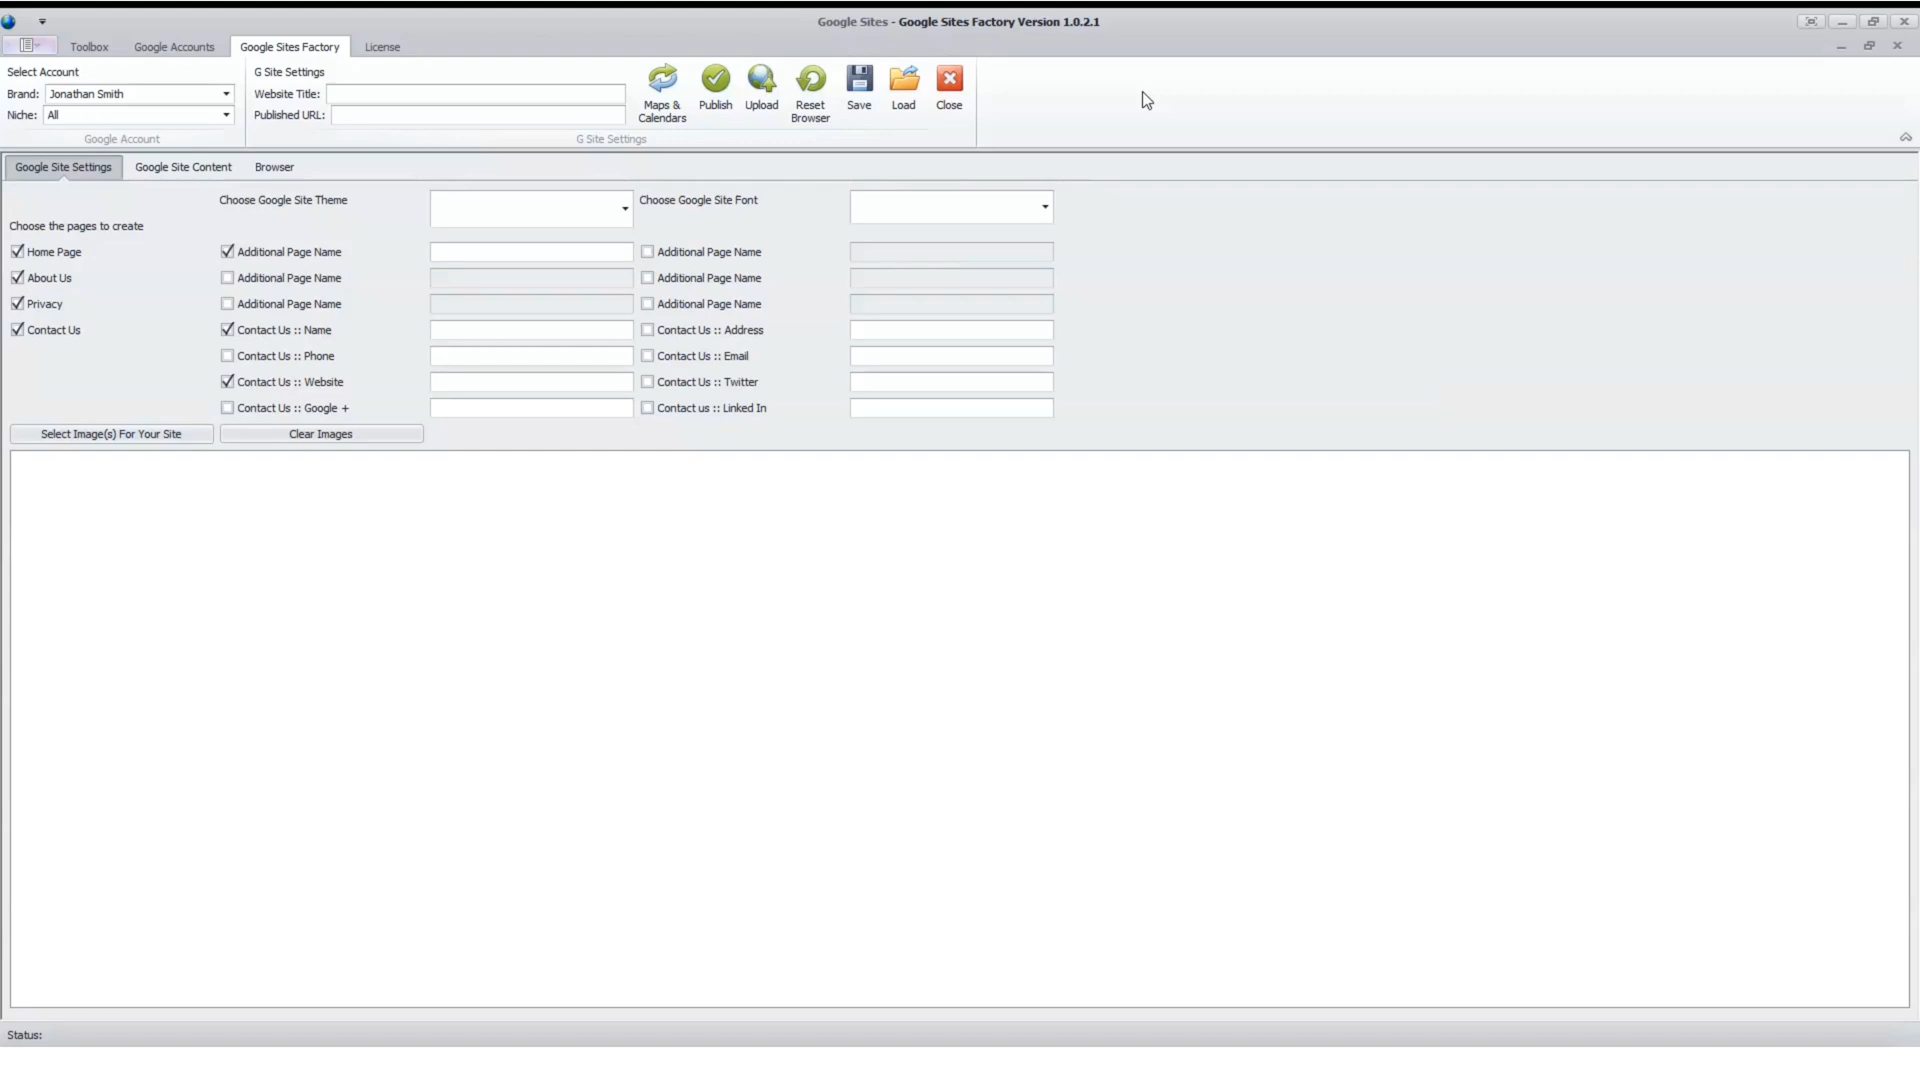 Google Sites - Google Sites Factory Version 1.0.2.1
Toolbox Google Accounts Google Sites Factory License
Select Account G Site Settings
Brand: Jonathan Smith Website Title:
Niche: All Published URL:
Maps & Calendars Publish Upload Reset Browser Save Load Close
Google Account G Site Settings
Google Site Settings Google Site Content Browser
Choose Google Site Theme Choose Google Site Font
Choose the pages to create
Home Page Additional Page Name Additional Page Name
About Us Additional Page Name Additional Page Name
Privacy Additional Page Name Additional Page Name
Contact Us Contact Us :: Name Contact Us :: Address
Contact Us :: Phone Contact Us :: Email
Contact Us :: Website Contact Us :: Twitter
Contact Us :: Google + Contact us :: Linked In
Select Image(s) For Your Site Clear Images
Status: